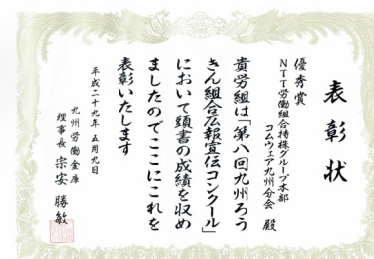 表彰状
優秀賞
NTT労働組合持株グループ本部
コムウェア九州分会 殿
貴労組は「第八回九州ろう
きん組合広報宣伝コンクール」
において頭書の成績を収め
ましたのでここにこれを
表彰いたします
平成二十九年五月九日
九州労働金庫
理事長 宗安勝敏